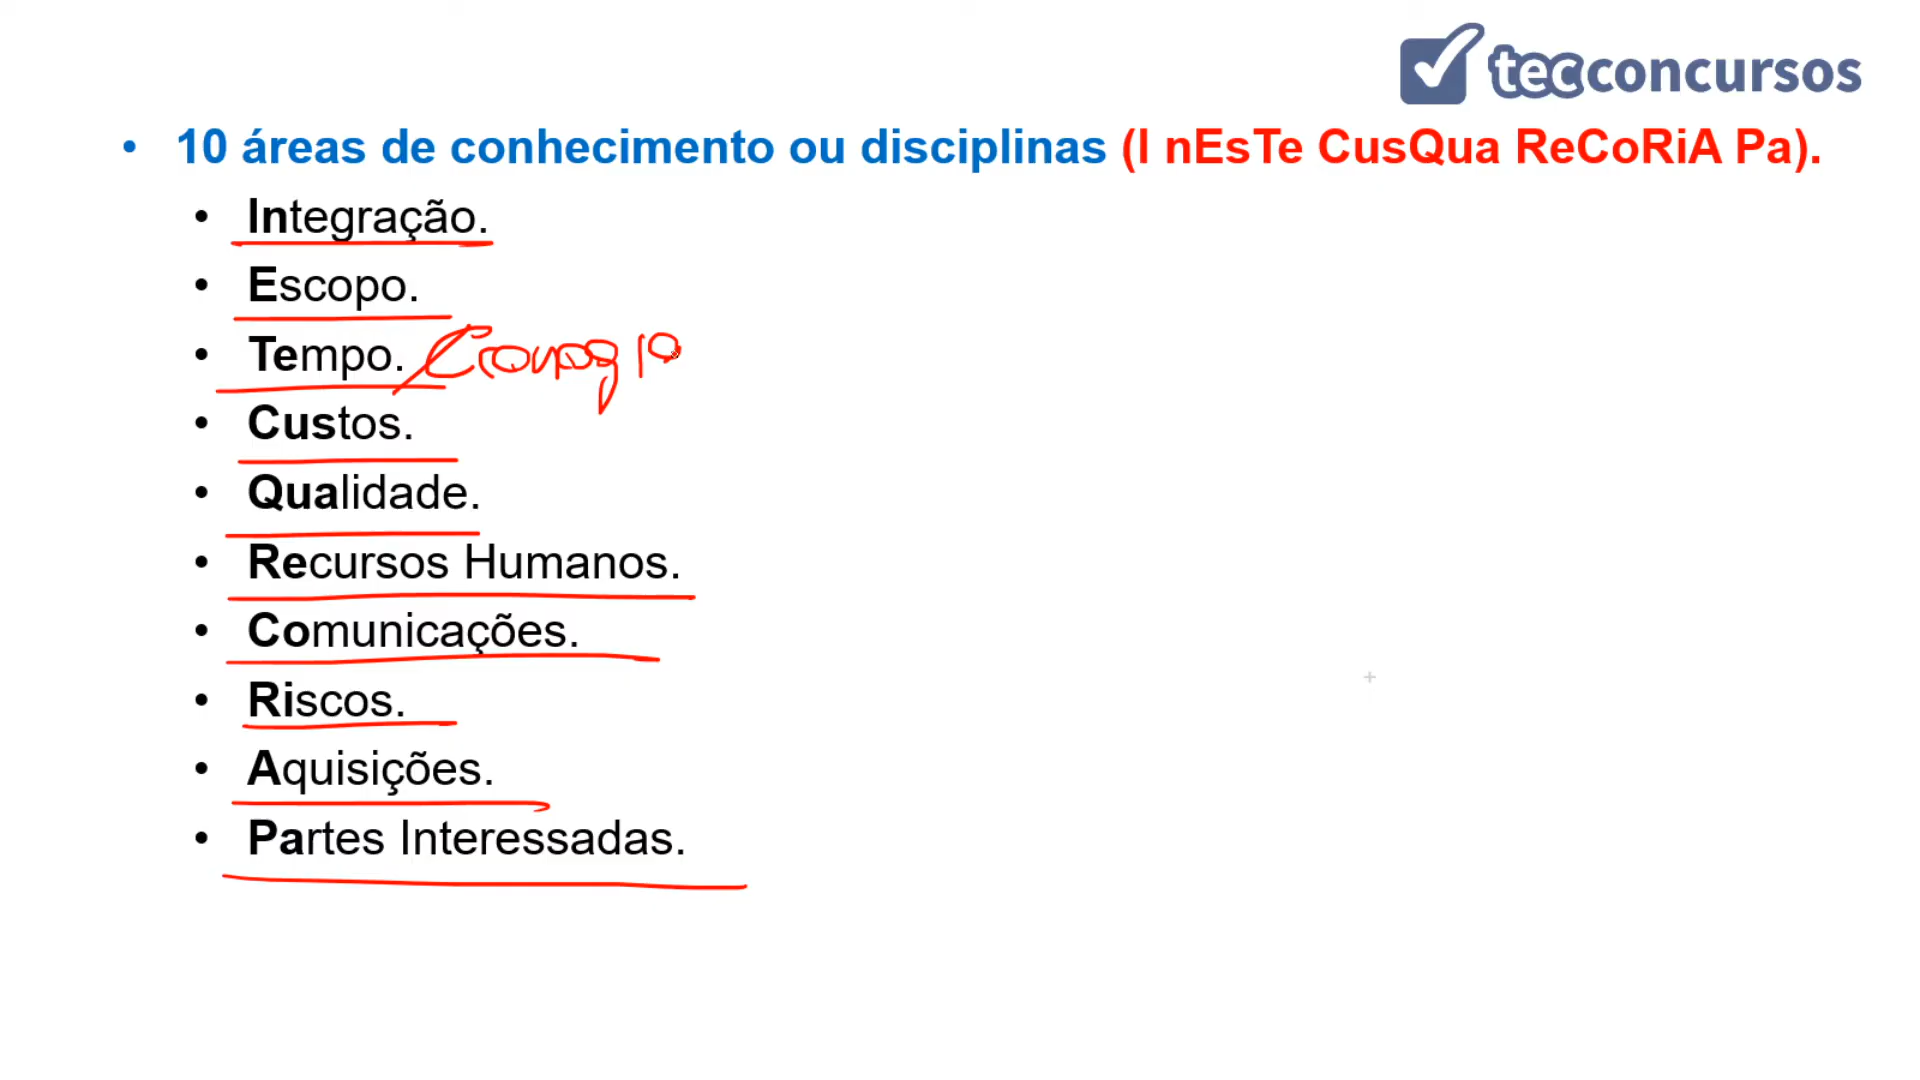 tecconcursos
• 10 áreas de conhecimento ou disciplinas (I nEsTe CusQua ReCoRiA Pa).
• Integração.
• Escopo.
• Tempo.
• Custos.
• Qualidade.
• Recursos Humanos.
• Comunicações.
• Riscos.
• Aquisições.
• Partes Interessadas.